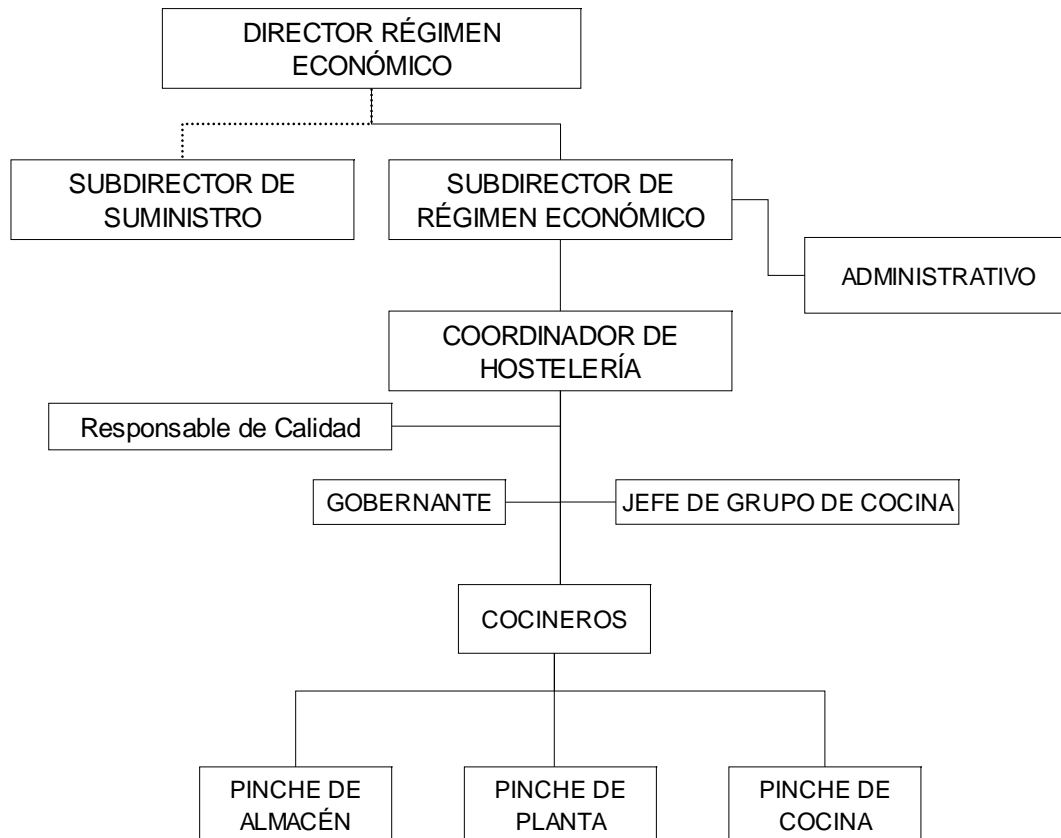 DIRECTOR RÉGIMEN
ECONÓMICO
SUBDIRECTOR DE
SUMINISTRO
SUBDIRECTOR DE
RÉGIMEN ECONÓMICO
ADMINISTRATIVO
COORDINADOR DE
HOSTELERÍA
Responsable de Calidad
GOBERNANTE
JEFE DE GRUPO DE COCINA
COCINEROS
PINCHE DE
ALMACÉN
PINCHE DE
PLANTA
PINCHE DE
COCINA